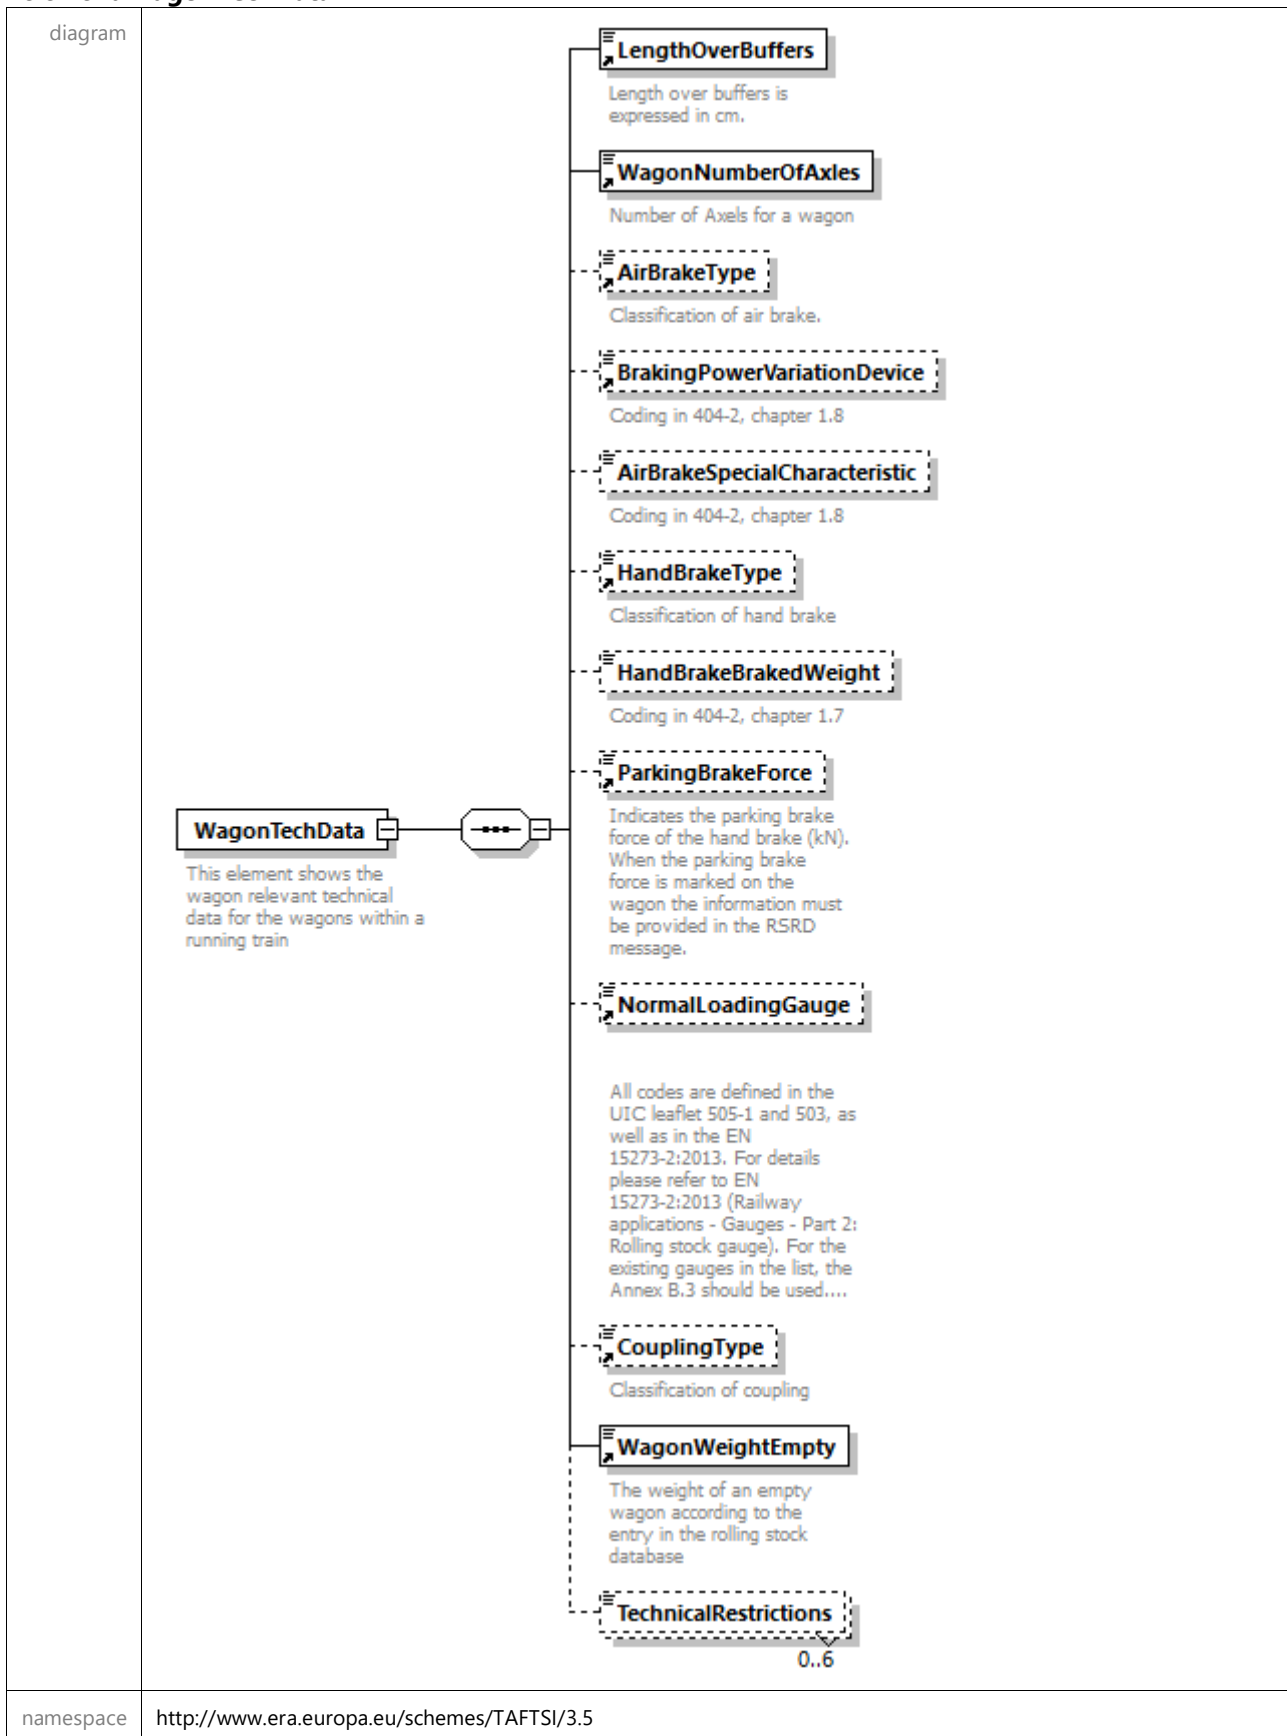 diagram
LengthOverBuffers
Length over buffers is
expressed in cm.
WagonNumberOfAxles
Number of Axels for a wagon
AirBrakeType
Classification of air brake.
BrakingPowerVariationDevice
Coding in 404-2, chapter 1.8
AirBrakeSpecialCharacteristic
Coding in 404-2, chapter 1.8
HandBrakeType
Classification of hand brake
HandBrakeBrakedWeight
Coding in 404-2, chapter 1.7
ParkingBrakeForce
Indicates the parking brake
force of the hand brake (kN).
When the parking brake
force is marked on the
wagon the information must
be provided in the RSRD
message.
WagonTechData
This element shows the
wagon relevant technical
data for the wagons within a
running train
NormalLoadingGauge
All codes are defined in the
UIC leaflet 505-1 and 503, as
well as in the EN
15273-2:2013. For details
please refer to EN
15273-2:2013 (Railway
applications - Gauges - Part 2:
Rolling stock gauge). For the
existing gauges in the list, the
Annex B.3 should be used....
CouplingType
Classification of coupling
WagonWeightEmpty
The weight of an empty
wagon according to the
entry in the rolling stock
database
TechnicalRestrictions
0..6
namespace
http://www.era.europa.eu/schemes/TAFTSI/3.5